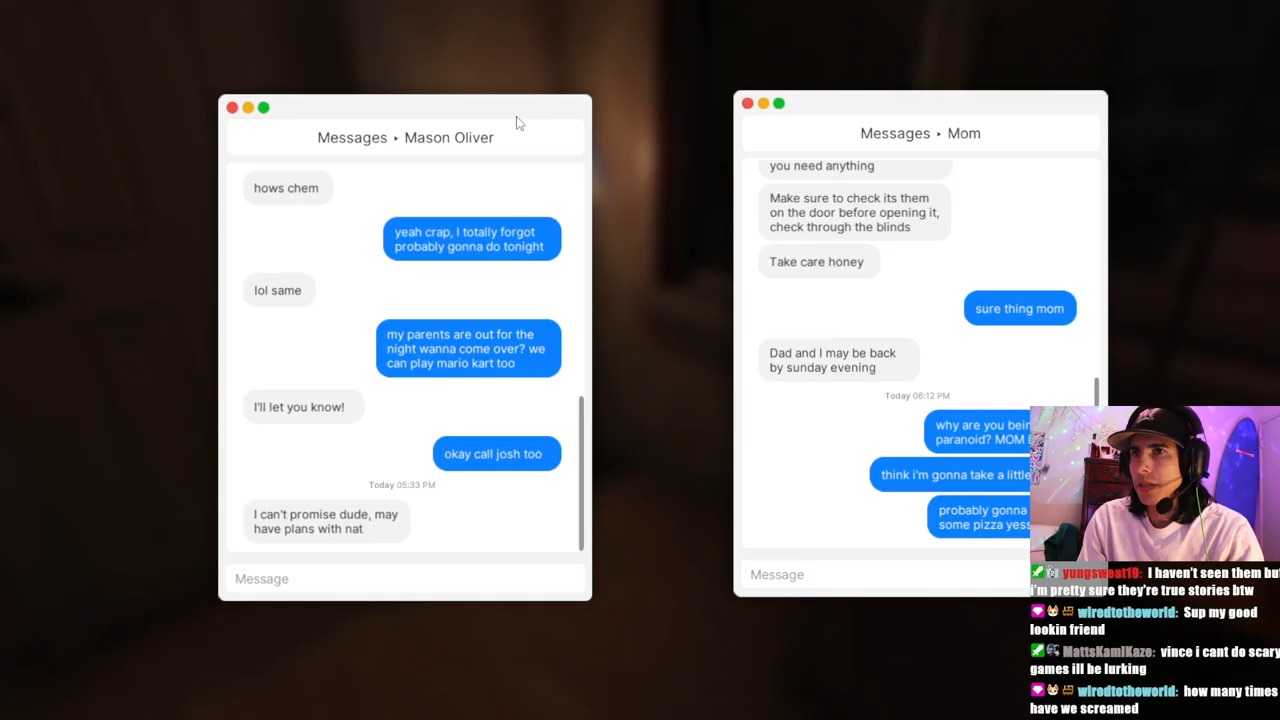 Messages ▸ Mason Oliver
hows chem
yeah crap, I totally forgot
probably gonna do tonight
lol same
my parents are out for the
night wanna come over? we
can play mario kart too
I'll let you know!
okay call josh too
Today 05:33 PM
I can't promise dude, may
have plans with nat
Message
Messages ▸ Mom
you need anything
Make sure to check its them
on the door before opening it,
check through the blinds
Take care honey
sure thing mom
Dad and I may be back
by sunday evening
Today 06:12 PM
why are you
paranoid? MOM
think i'm gonna take a little
probably gonna
some pizza
Message
yungsweat19: I haven't seen them but
i'm pretty sure they're true stories btw
wiredtotheworld: Sup my good
lookin friend
MattsKamiKaze: vince i cant do scary
games ill be lurking
wiredtotheworld: how many times
have we screamed